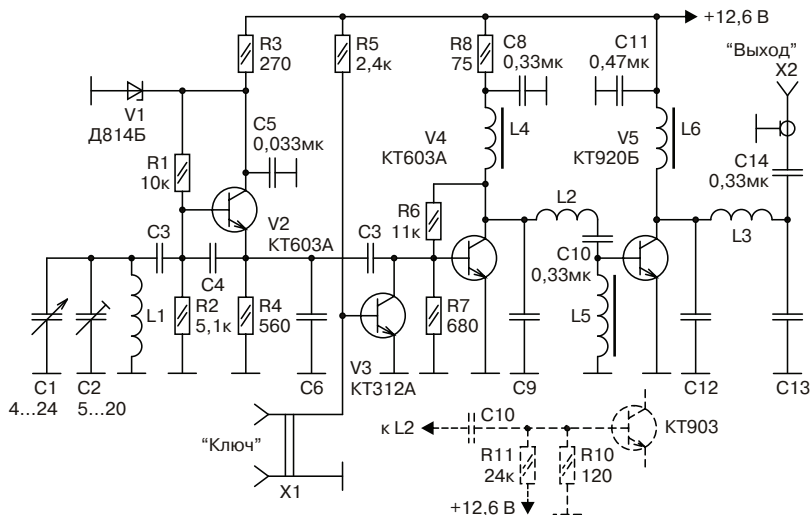 +12,6 В
R3
270
R5
2,4к
R8
75
C8
0,33мк
C11
0,47мк
“Выход”
X2
V1
Д814Б
C5
0,033мк
V4
КТ603А
L4
V5
КТ920Б
L6
R1
10к
C14
0,33мк
R6
11к
L2
V2
КТ603А
C3
C3
C4
C10
0,33мк
L3
L1
R2
5,1к
R4
560
R7
680
L5
V3
КТ312А
C1
4...24
C2
5...20
C6
C9
C12
C13
“Ключ”
X1
к L2
C10
КТ903
R11
24к
R10
120
+12,6 В